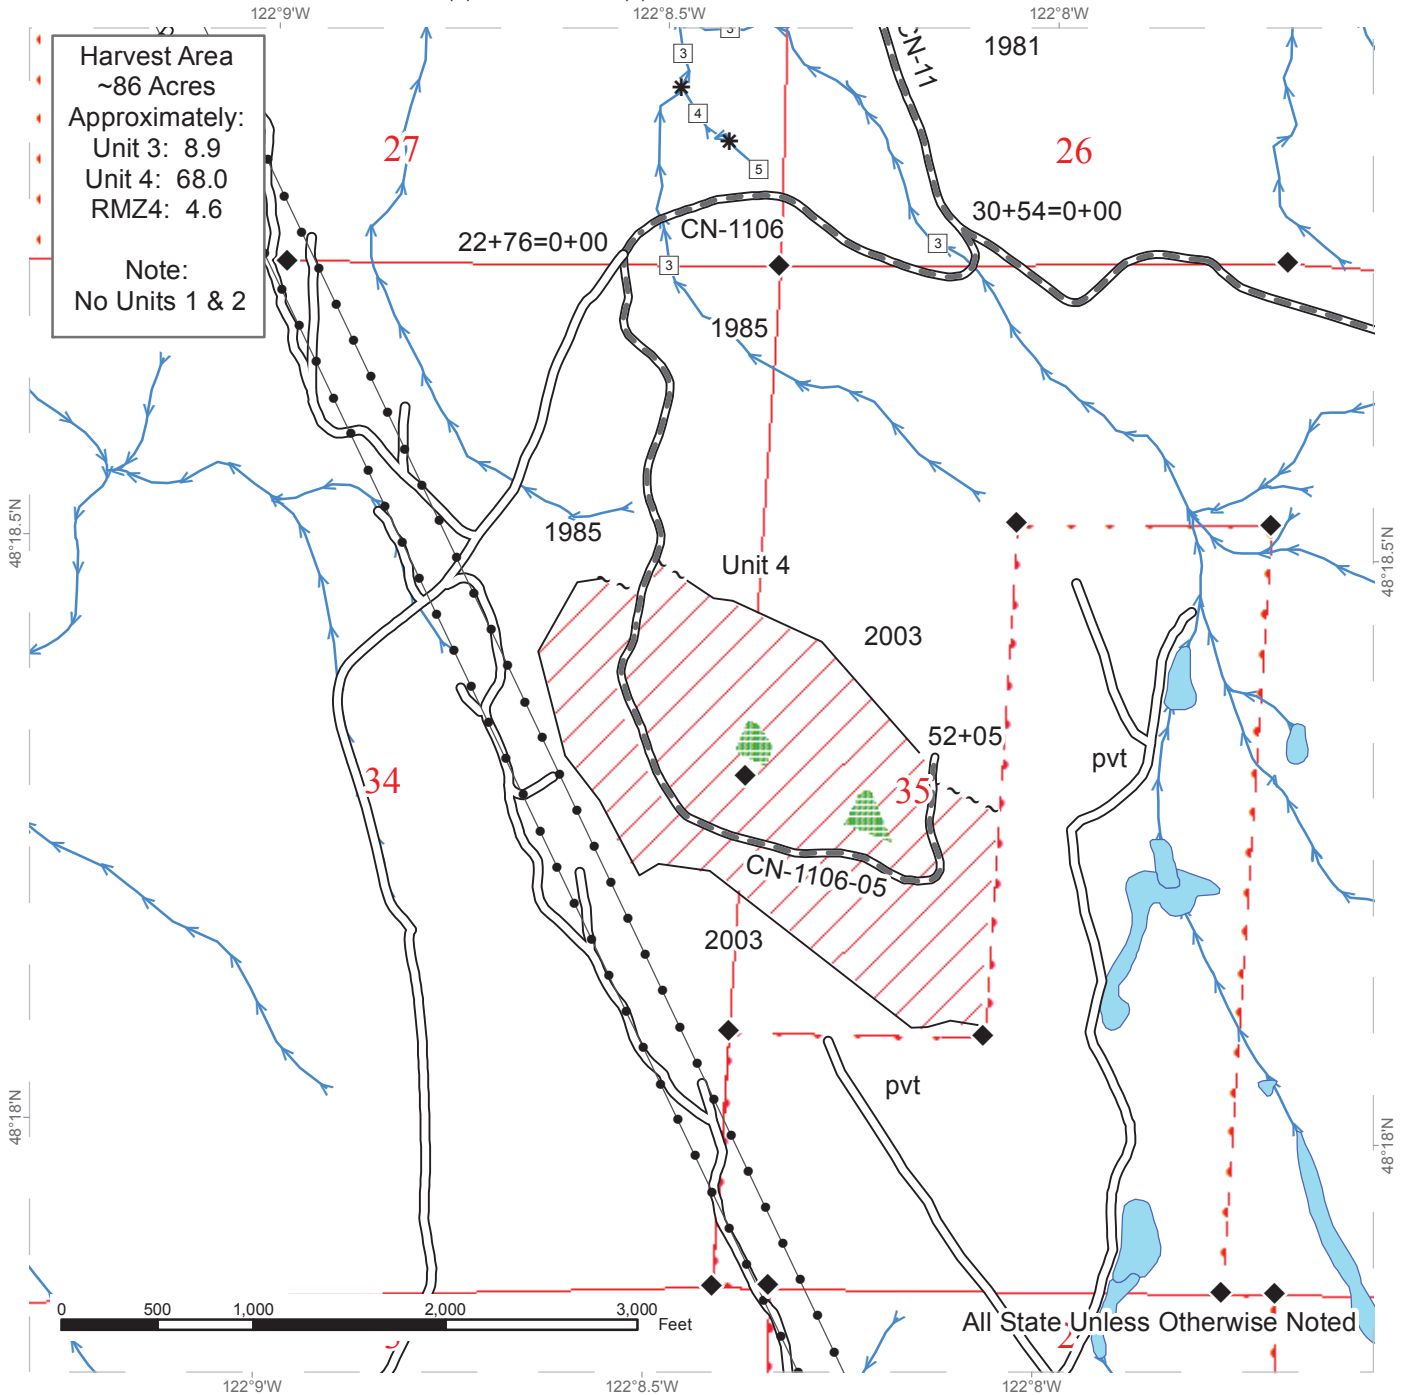 122°9'W
122°8.5'W
122°8'W
Harvest Area
~86 Acres
Approximately:
Unit 3: 8.9
Unit 4: 68.0
RMZ4: 4.6
Note:
No Units 1 & 2
3
3
4
5
CN-11
1981
27
26
22+76=0+00
CN-1106
3
30+54=0+00
3
1985
48°18.5'N
1985
Unit 4
48°18.5'N
2003
52+05
pvt
34
35
CN-1106-05
2003
pvt
48°18'N
48°18'N
0
500
1,000
2,000
3,000
Feet
All State Unless Otherwise Noted
2
122°9'W
122°8.5'W
122°8'W